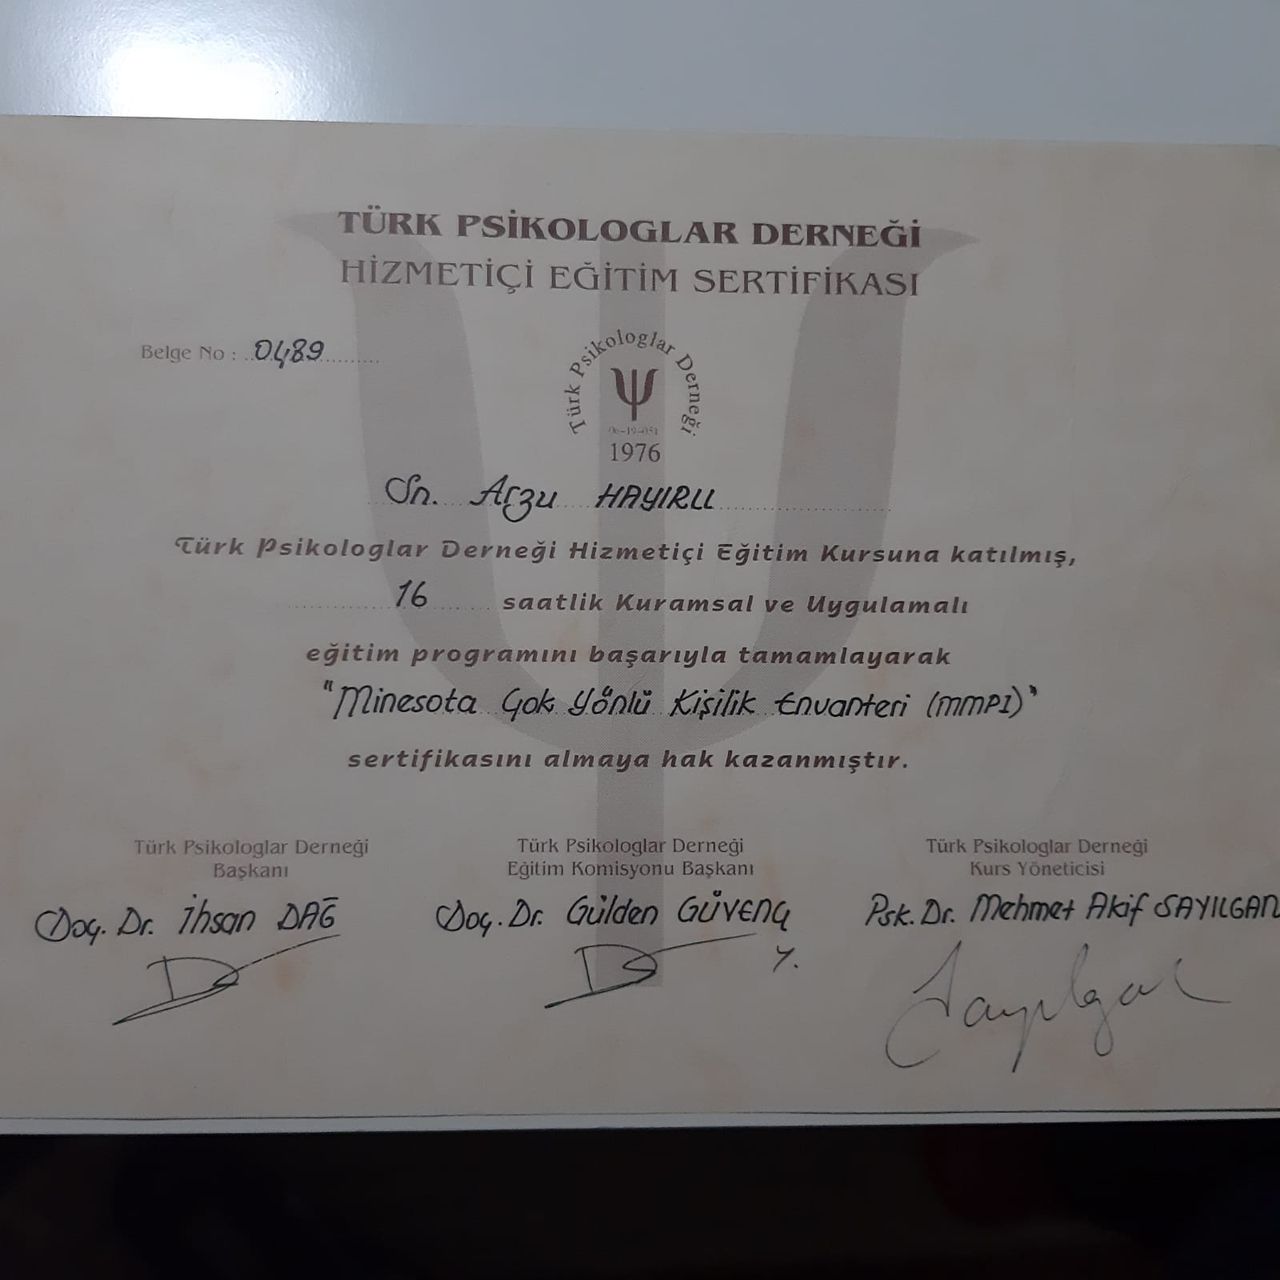 TÜRK PSİKOLOGLAR DERNEĞİ
HİZMETİÇİ EĞİTİM SERTİFİKASI
Belge No : 0489
Türk Psikologlar Derneği
06-19-051
1976
Sn. Arzu HAYIRLI
Türk Psikologlar Derneği Hizmetiçi Eğitim Kursuna katılmış,
16 saatlik Kuramsal ve Uygulamalı
eğitim programını başarıyla tamamlayarak
"Minesota Çok Yönlü Kişilik Envanteri (MMPI)"
sertifikasını almaya hak kazanmıştır.
Türk Psikologlar Derneği
Başkanı
Doç. Dr. İhsan DAĞ
Türk Psikologlar Derneği
Eğitim Komisyonu Başkanı
Doç. Dr. Gülden GÜVENÇ
Y.
Türk Psikologlar Derneği
Kurs Yöneticisi
Psk. Dr. Mehmet Akif SAYILGAN